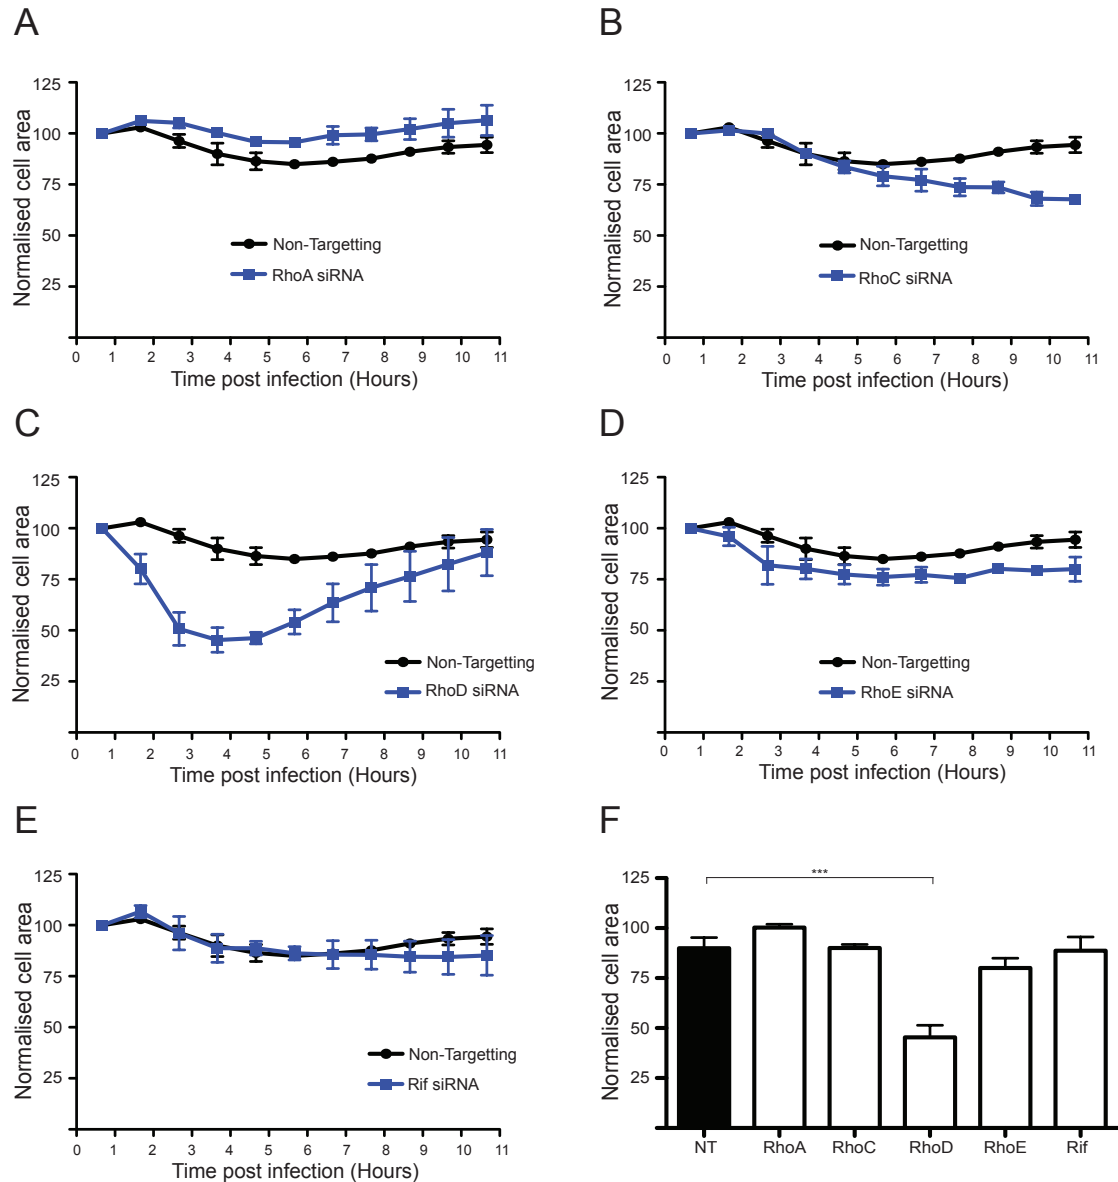 A
Normalised cell area
125
100
75
50
25
Non-Targetting
RhoA siRNA
0 1 2 3 4 5 6 7 8 9 10 11
Time post infection (Hours)
B
Normalised cell area
125
100
75
50
25
Non-Targetting
RhoC siRNA
0 1 2 3 4 5 6 7 8 9 10 11
Time post infection (Hours)
C
Normalised cell area
125
100
75
50
25
Non-Targetting
RhoD siRNA
0 1 2 3 4 5 6 7 8 9 10 11
Time post infection (Hours)
D
Normalised cell area
125
100
75
50
25
Non-Targetting
RhoE siRNA
0 1 2 3 4 5 6 7 8 9 10 11
Time post infection (Hours)
E
Normalised cell area
125
100
75
50
25
Non-Targetting
Rif siRNA
0 1 2 3 4 5 6 7 8 9 10 11
Time post infection (Hours)
F
Normalised cell area
125
100
75
50
25
***
NT RhoA RhoC RhoD RhoE Rif